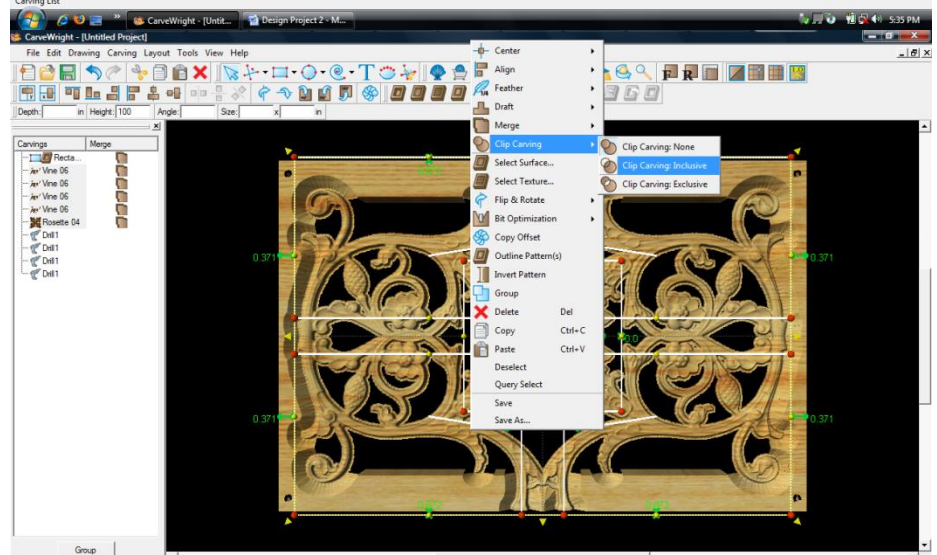 Carving List
CarveWright - [Untit...
Design Project 2 - M...
5:35 PM
CarveWright - [Untitled Project]
File Edit Drawing Carving Layout Tools View Help
Depth: in Height: 100 Angle: Size: x in
Carvings Merge
Recta...
Vine 06
Vine 06
Vine 06
Vine 06
Rosette 04
Drill1
Drill1
Drill1
Drill1
Group
Center
Align
Feather
Draft
Merge
Clip Carving
Select Surface...
Select Texture...
Flip & Rotate
Bit Optimization
Copy Offset
Outline Pattern(s)
Invert Pattern
Group
Delete Del
Copy Ctrl+C
Paste Ctrl+V
Deselect
Query Select
Save
Save As...
Clip Carving: None
Clip Carving: Inclusive
Clip Carving: Exclusive
0.371
0.371
0.371
0.371